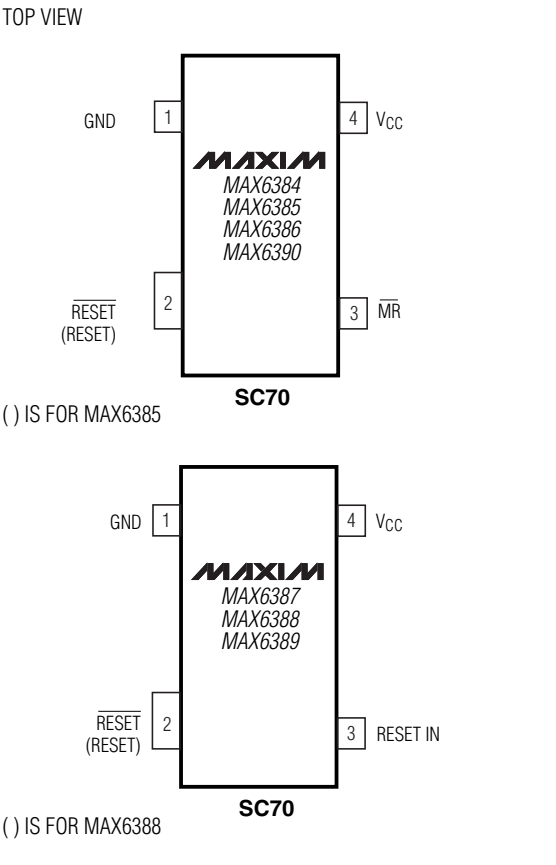 TOP VIEW
GND 1 4 VCC
MAXIM
MAX6384
MAX6385
MAX6386
MAX6390
RESET 2 3 MR
(RESET)
SC70
( ) IS FOR MAX6385
GND 1 4 VCC
MAXIM
MAX6387
MAX6388
MAX6389
RESET 2 3 RESET IN
(RESET)
SC70
( ) IS FOR MAX6388